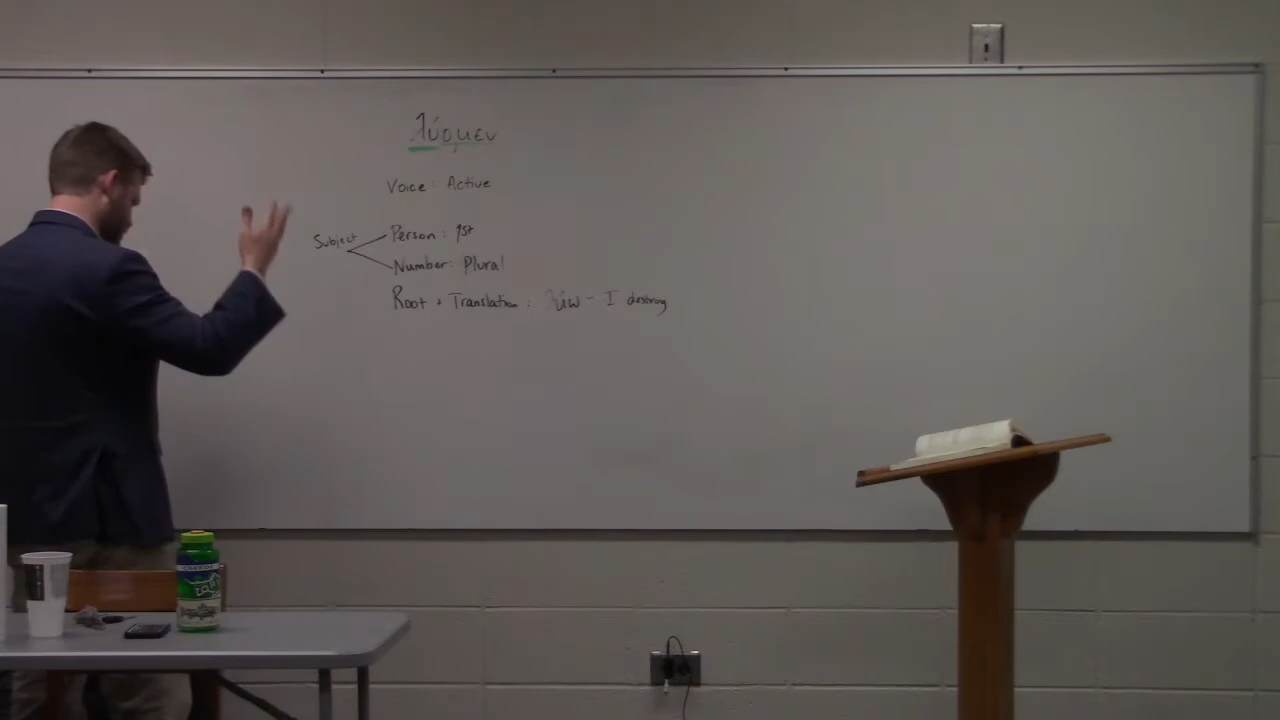 λύομεν
Voice: Active
Subject
Person: 1st
Number: Plural
Root + Translation: λύω - I destroy